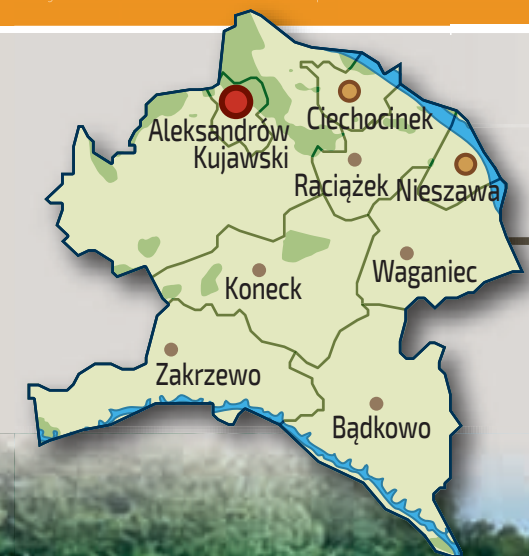 Aleksandrów
Kujawski
Ciechocinek
Raciążek
Nieszawa
Waganiec
Koneck
Zakrzewo
Bądkowo